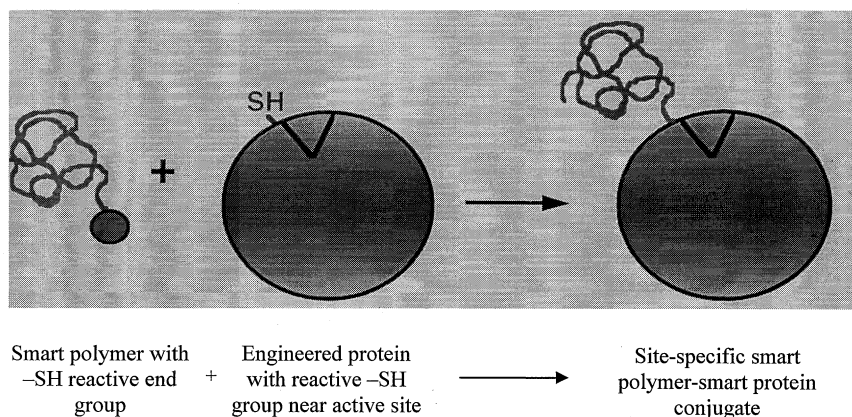 SH
+
Smart polymer with
–SH reactive end
group
+
Engineered protein
with reactive –SH
group near active site
Site-specific smart
polymer-smart protein
conjugate